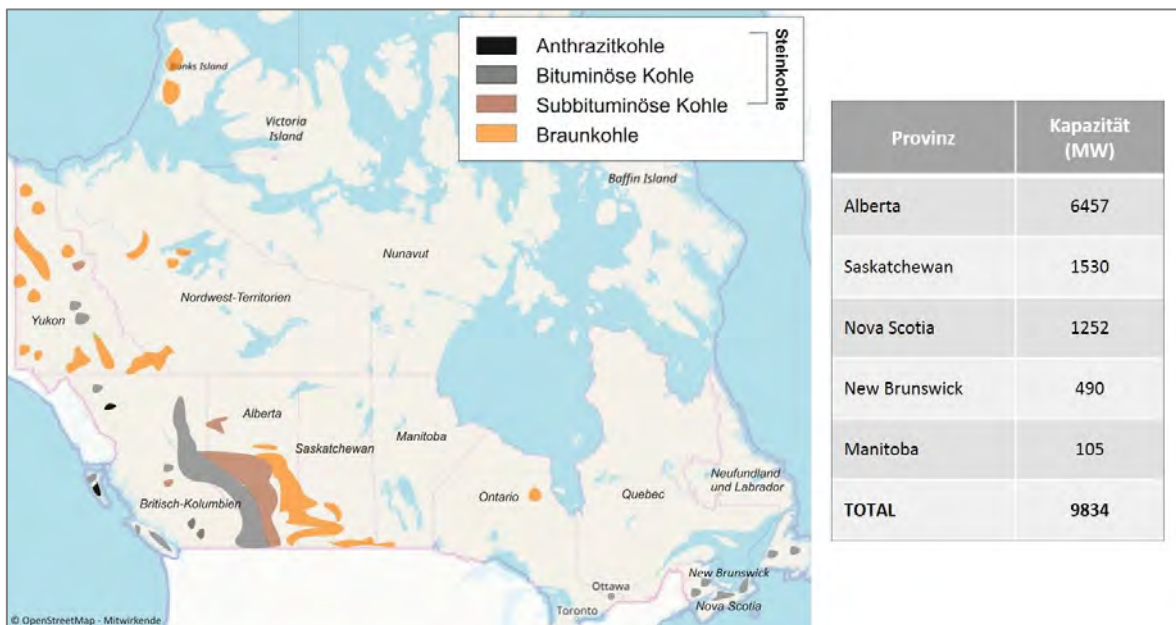 Anthrazitkohle
Bituminöse Kohle
Subbituminöse Kohle
Braunkohle
Steinkohle
Banks Island
Victoria
Island
Baffin Island
Nunavut
Nordwest-Territorien
Yukon
Alberta
Saskatchewan
Manitoba
Britisch-Kolumbien
Ontario
Quebec
Neufundland
und Labrador
New Brunswick
Nova Scotia
Ottawa
Toronto
© OpenStreetMap - Mitwirkende
Provinz Kapazität
(MW)
Alberta 6457
Saskatchewan 1530
Nova Scotia 1252
New Brunswick 490
Manitoba 105
TOTAL 9834